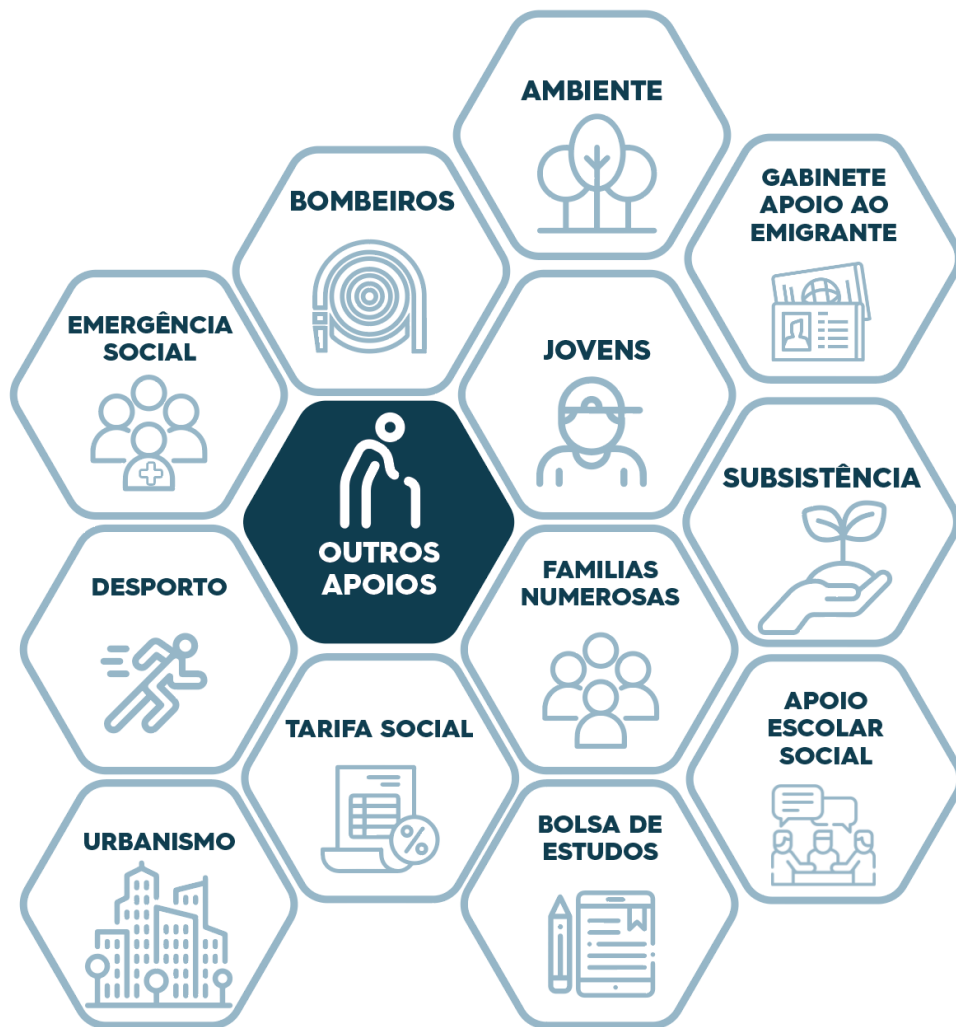 AMBIENTE
GABINETE
APOIO AO
EMIGRANTE
BOMBEIROS
EMERGÊNCIA
SOCIAL
JOVENS
SUBSISTÊNCIA
OUTROS
APOIOS
FAMILIAS
NUMEROSAS
DESPORTO
TARIFA SOCIAL
%
APOIO
ESCOLAR
SOCIAL
URBANISMO
BOLSA DE
ESTUDOS